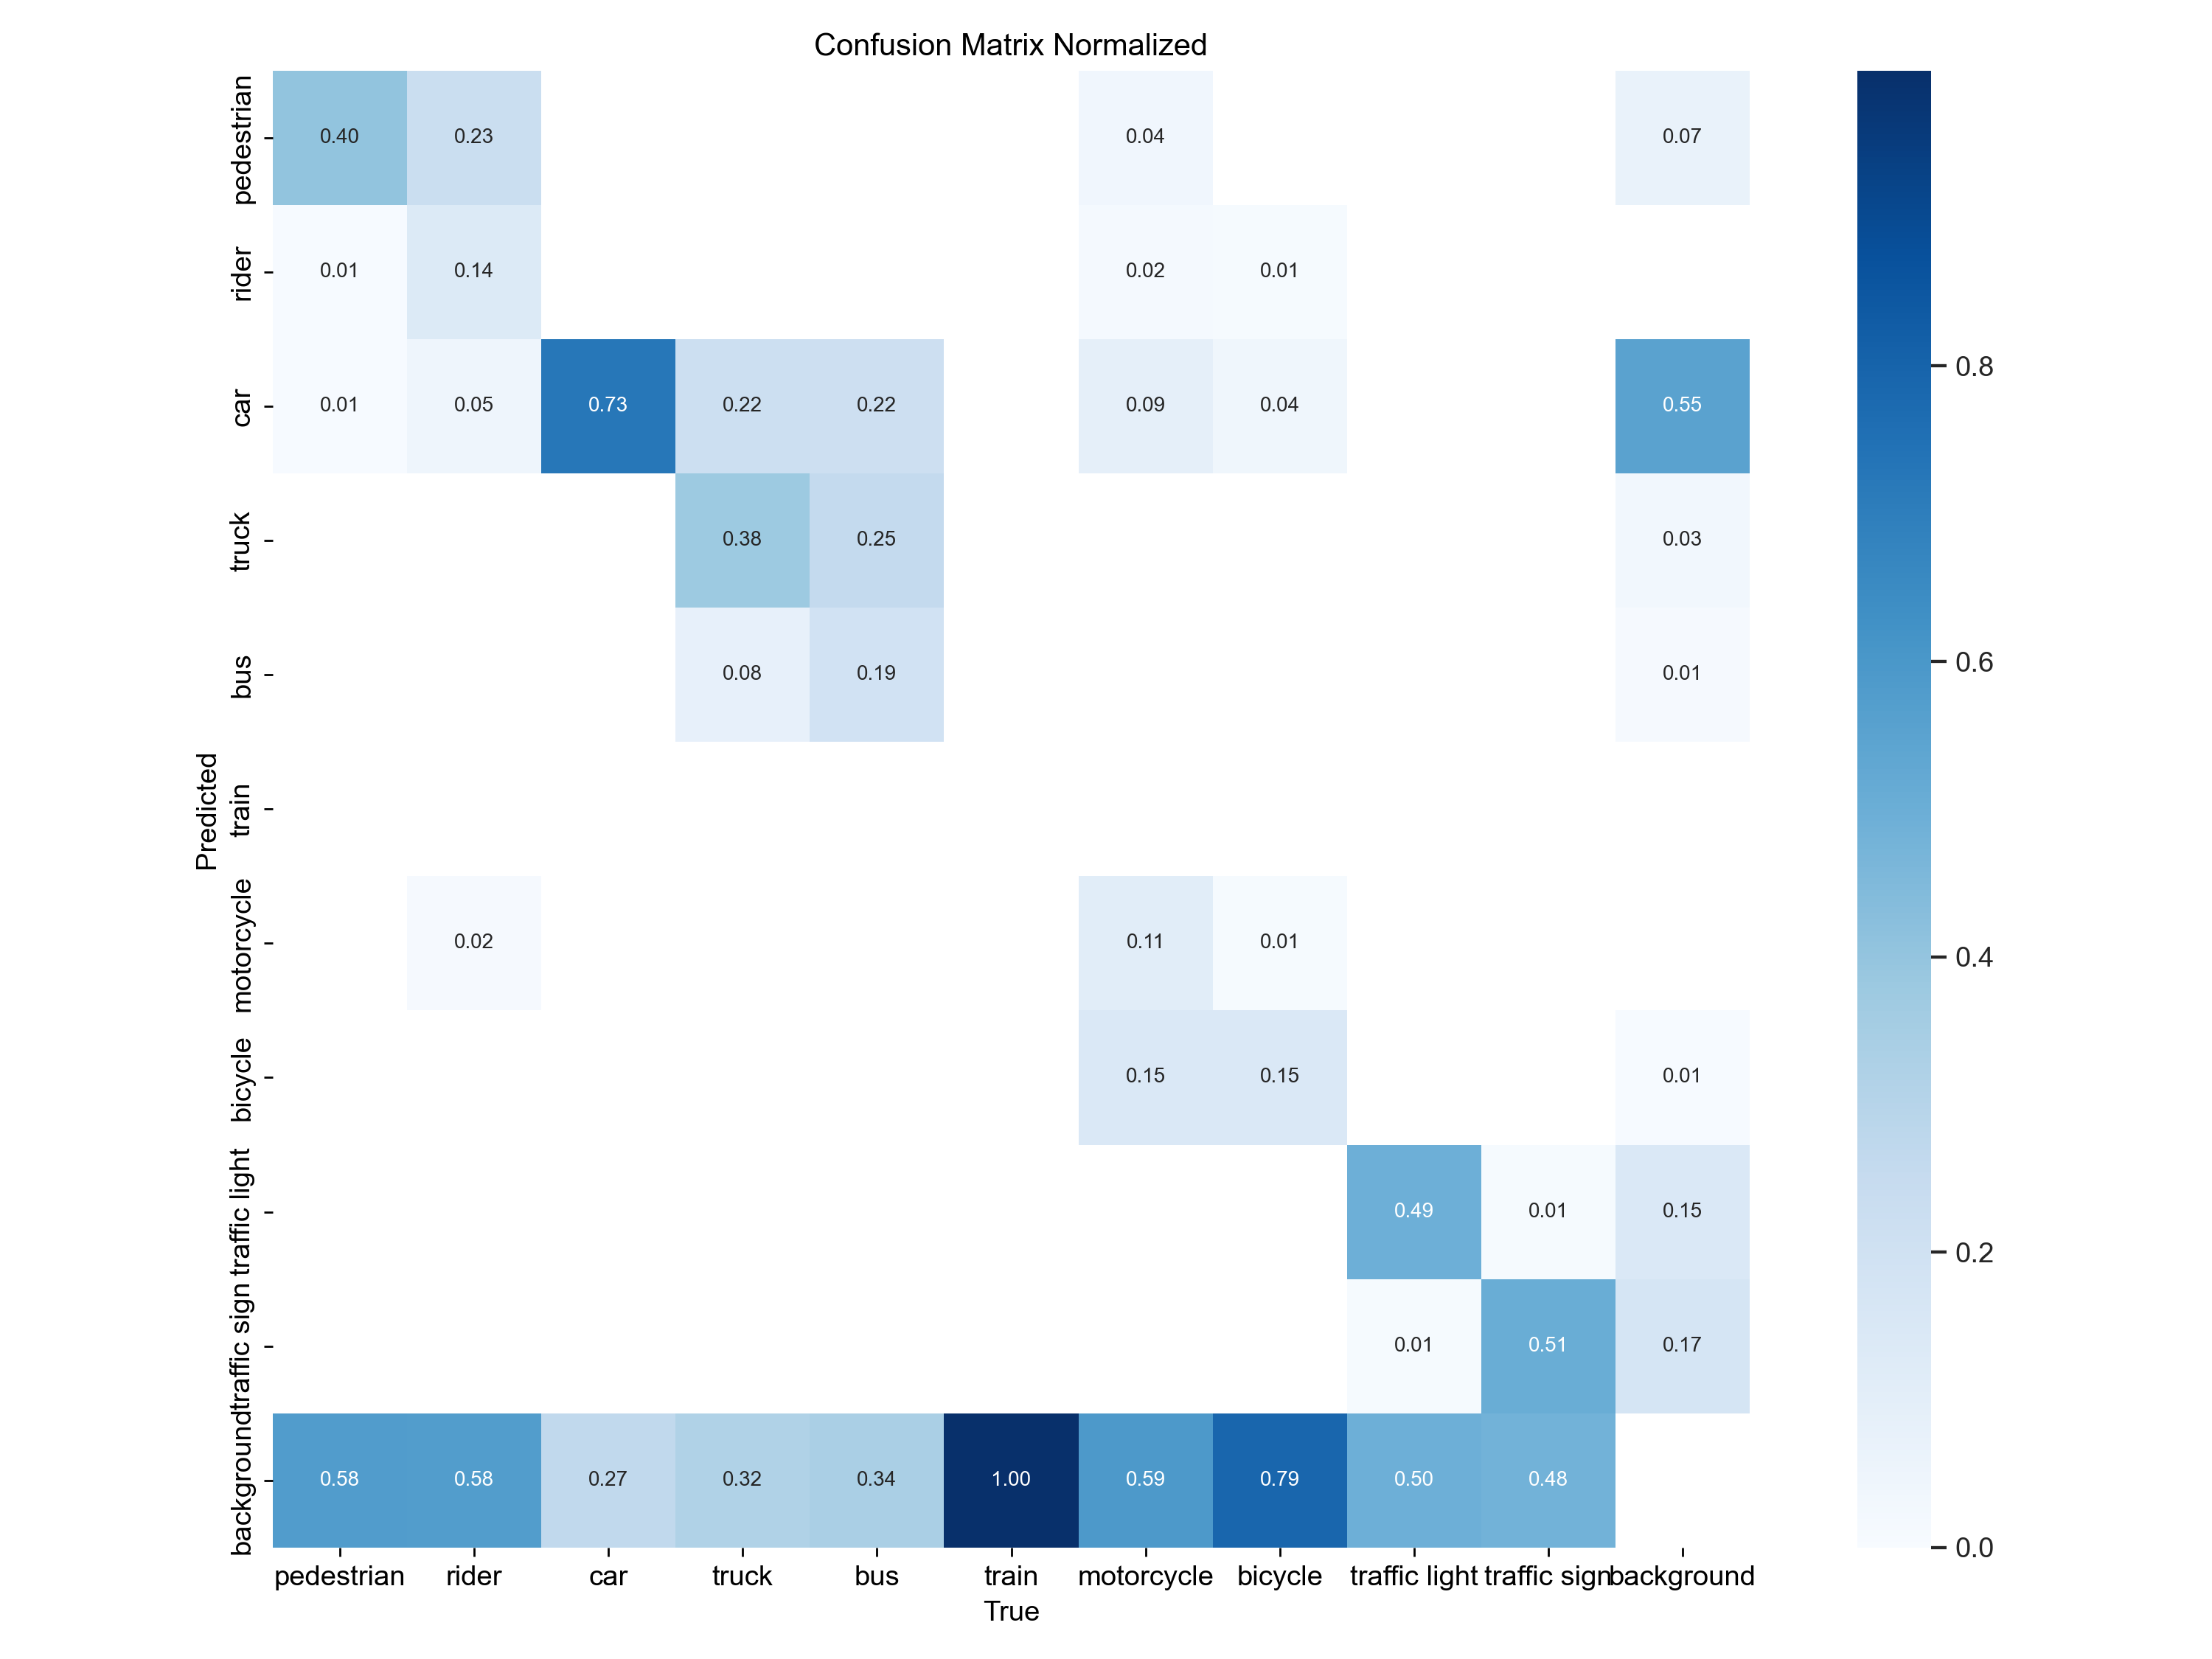 Confusion Matrix Normalized
pedestrian
0.40 0.23 0.04 0.07
rider
0.01 0.14 0.02 0.01
car
0.01 0.05 0.73 0.22 0.22 0.09 0.04 0.55
truck
0.38 0.25 0.03
bus
0.08 0.19 0.01
train
motorcycle
0.02 0.11 0.01
bicycle
0.15 0.15 0.01
traffic light
0.49 0.01 0.15
traffic sign
0.01 0.51 0.17
background
0.58 0.58 0.27 0.32 0.34 1.00 0.59 0.79 0.50 0.48
Predicted
pedestrian rider car truck bus train motorcycle bicycle traffic light traffic sign background
True
0.8
0.6
0.4
0.2
0.0